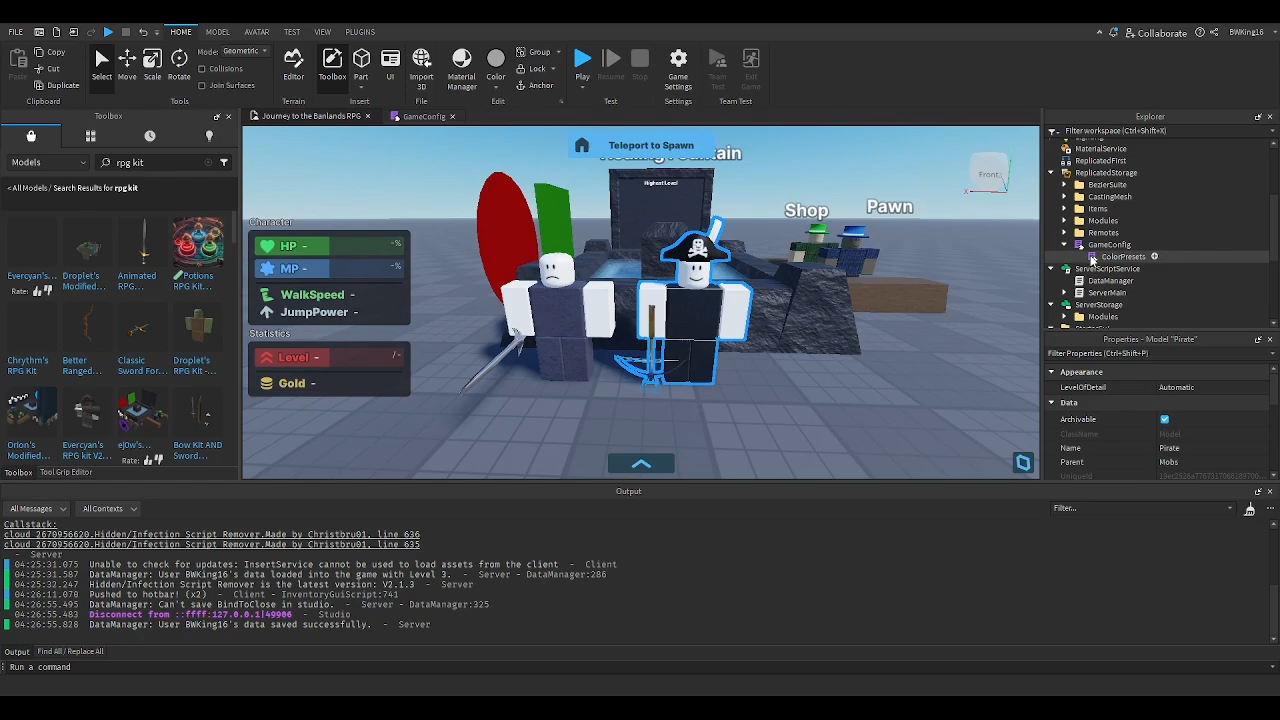 FILE HOME MODEL AVATAR TEST VIEW PLUGINS Collaborate BWKing16
Paste Copy Cut Duplicate Clipboard
Select Move Scale Rotate Mode: Geometric Collisions Join Surfaces Tools
Editor Terrain
Toolbox Part UI Insert
Import 3D File
Material Manager Color Group Lock Anchor Edit
Play Resume Stop Test
Game Settings Settings
Team Test Exit Game Team Test
Toolbox
Journey to the Banlands RPG × GameConfig ×
Models rpg kit
<All Models / Search Results for rpg kit
Evercyan's RPG Kit... Rate:
Droplet's Modified...
Animated RPG...
Potions RPG Kit...
Chrythm's RPG Kit
Better Ranged...
Classic Sword For...
Droplet's RPG Kit -...
Orion's Modified...
Evercyan's RPG kit V2...
ej0w's... Rate:
Bow Kit AND Sword...
Toolbox Tool Grip Editor
Teleport to Spawn
Highest Level
Shop
Pawn
Front
Character
HP - -%
MP - -%
WalkSpeed -
JumpPower -
Statistics
Level - /-
Gold -
Explorer
Filter workspace (Ctrl+Shift+X)
MaterialService
ReplicatedFirst
ReplicatedStorage
BezierSuite
CastingMesh
Items
Modules
Remotes
GameConfig
ColorPresets
ServerScriptService
DataManager
ServerMain
ServerStorage
Modules
Properties - Model "Pirate"
Filter Properties (Ctrl+Shift+P)
Appearance
LevelOfDetail Automatic
Data
Archivable
ClassName Model
Name Pirate
Parent Mobs
UniqueId
Output
All Messages All Contexts Filter...
Callstack:
cloud_2670956620.Hidden/Infection Script Remover.Made by Christbru01, line 636
cloud_2670956620.Hidden/Infection Script Remover.Made by Christbru01, line 635
- Server
04:25:31.075 Unable to check for updates: InsertService cannot be used to load assets from the client - Client
04:25:31.587 DataManager: User BWKing16's data loaded into the game with Level 3. - Server - DataManager:286
04:25:32.247 Hidden/Infection Script Remover is the latest version: V2.1.3 - Server
04:26:11.070 Pushed to hotbar! (x2) - Client - InventoryGuiScript:741
04:26:55.495 DataManager: Can't save BindToClose in studio. - Server - DataManager:325
04:26:55.483 Disconnect from ::ffff:127.0.0.1|49906 - Studio
04:26:55.828 DataManager: User BWKing16's data saved successfully. - Server
Output Find All / Replace All
Run a command